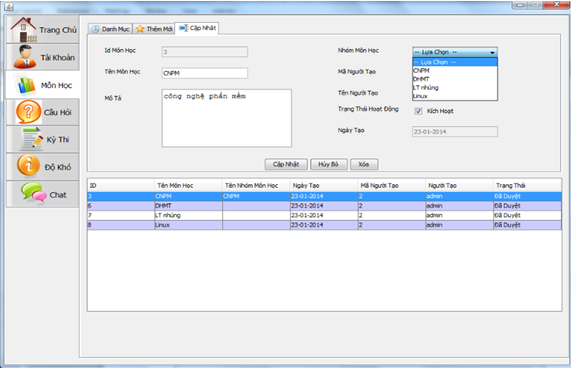 Trang Chủ
Tài Khoản
Môn Học
Câu Hỏi
Kỳ Thi
Độ Khó
Chat
Danh Mục
Thêm Mới
Cập Nhật
Id Môn Học
3
Tên Môn Học
CNPM
Mô Tả
công nghệ phần mềm
Nhóm Môn Học
-- Lựa Chọn --
-- Lựa Chọn --
CNPM
DHMT
LT nhúng
Linux
Mã Người Tạo
Tên Người Tạo
Trạng Thái Hoạt Động
Kích Hoạt
Ngày Tạo
23-01-2014
Cập Nhật Hủy Bỏ Xóa
ID Tên Môn Học Tên Nhóm Môn Học Ngày Tạo Mã Người Tạo Người Tạo Trạng Thái
3 CNPM CNPM 23-01-2014 2 admin Đã Duyệt
6 DHMT 23-01-2014 2 admin Đã Duyệt
7 LT nhúng 23-01-2014 2 admin Đã Duyệt
8 Linux 23-01-2014 2 admin Đã Duyệt